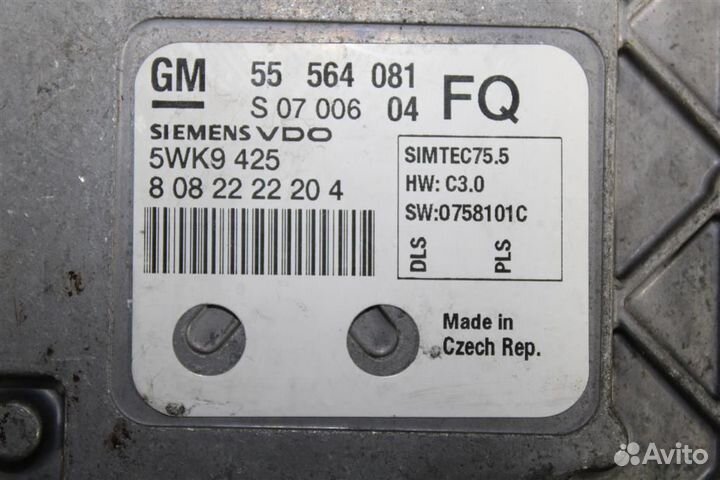 GM 55 564 081 FQ
S 07 006 04
SIEMENS VDO
5WK9 425
8 08 22 22 20 4
SIMTEC75.5
HW: C3.0
SW:0758101C
DLS
PLS
Made in
Czech Rep.
Avito